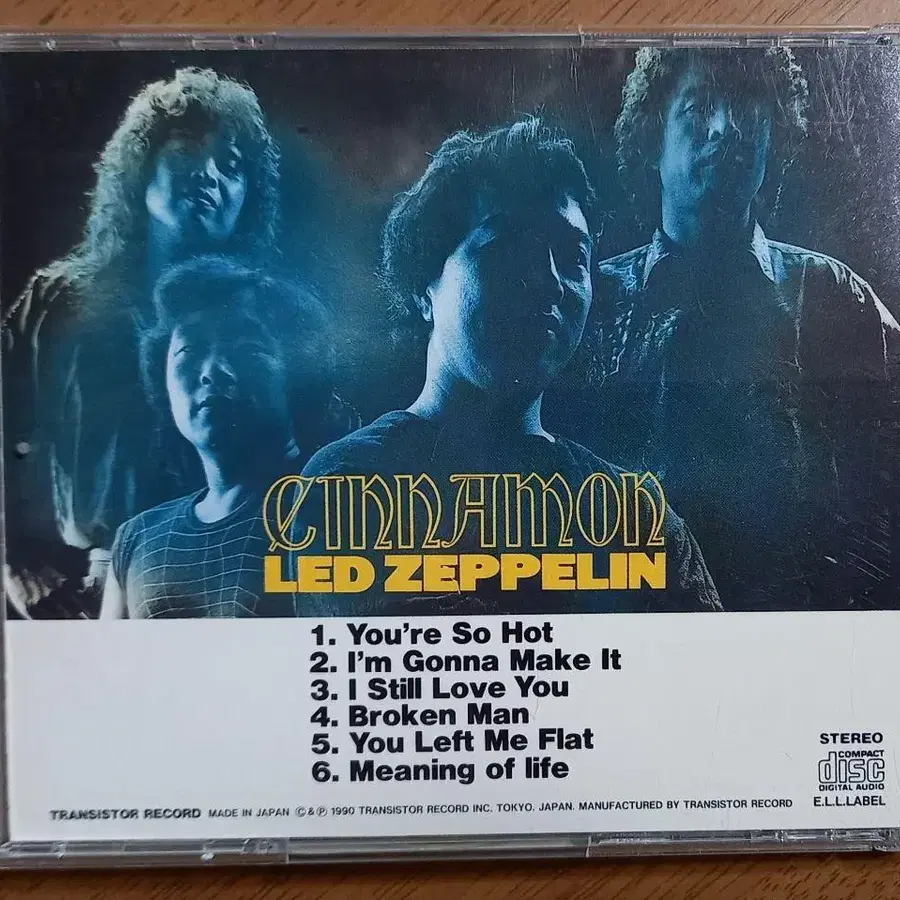 CINNAMON
LED ZEPPELIN
1. You're So Hot
2. I'm Gonna Make It
3. I Still Love You
4. Broken Man
5. You Left Me Flat
6. Meaning of life
STEREO
COMPACT
disc
DIGITAL AUDIO
E.L.L.LABEL
TRANSISTOR RECORD MADE IN JAPAN Ⓒ&Ⓟ 1990 TRANSISTOR RECORD INC. TOKYO. JAPAN. MANUFACTURED BY TRANSISTOR RECORD